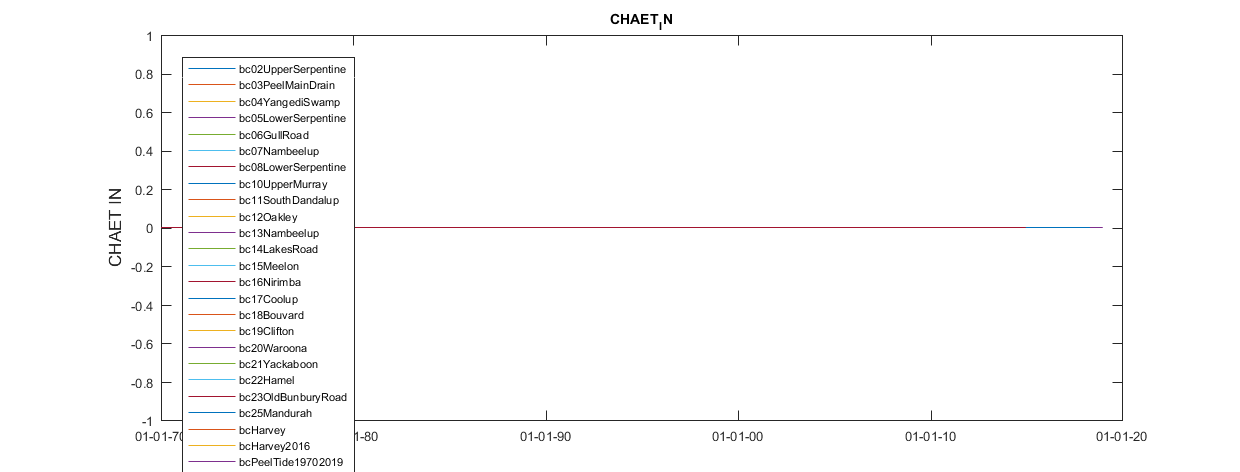 CHAETIN
1
0.8
0.6
0.4
0.2
0
-0.2
-0.4
-0.6
-0.8
-1
CHAET IN
bc02UpperSerpentine
bc03PeelMainDrain
bc04YangediSwamp
bc05LowerSerpentine
bc06GullRoad
bc07Nambeelup
bc08LowerSerpentine
bc10UpperMurray
bc11SouthDandalup
bc12Oakley
bc13Nambeelup
bc14LakesRoad
bc15Meelon
bc16Nirimba
bc17Coolup
bc18Bouvard
bc19Clifton
bc20Waroona
bc21Yackaboon
bc22Hamel
bc23OldBunburyRoad
bc25Mandurah
bcHarvey
bcHarvey2016
bcPeelTide19702019
01-01-70 1-80 01-01-90 01-01-00 01-01-10 01-01-20